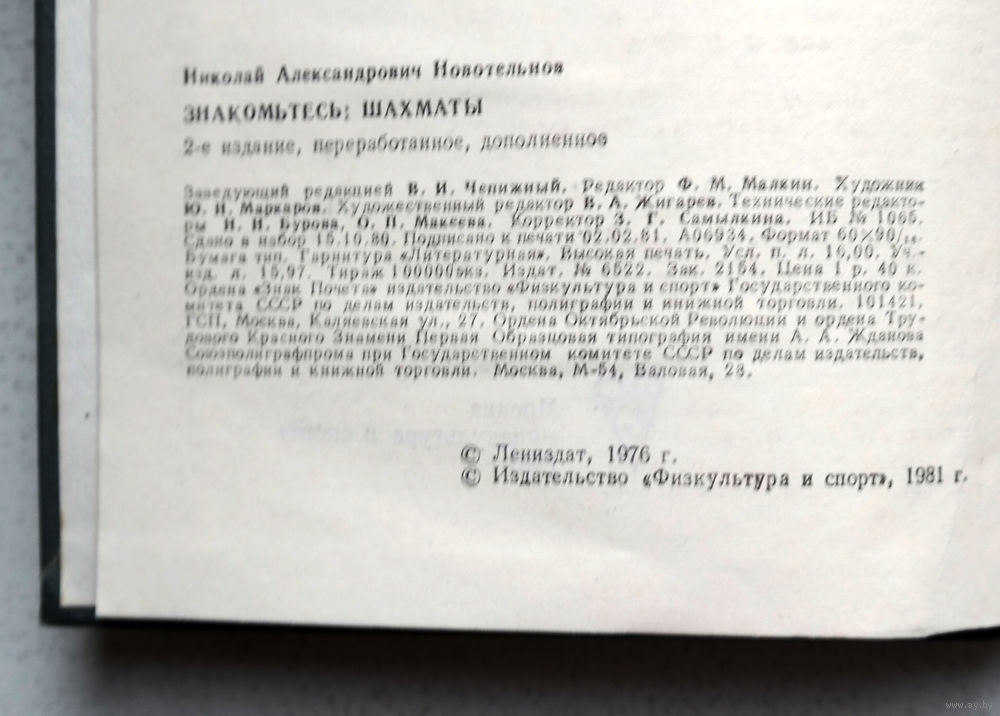 Николай Александрович Новотельнов
ЗНАКОМЬТЕСЬ: ШАХМАТЫ
2-е издание, переработанное, дополненное
Заведующий редакцией В. И. Чепижный. Редактор Ф. М. Малкин. Художник
Ю. И. Маркаров. Художественный редактор В. А. Жигарев. Технические редакто-
ры И. И. Бурова, О. П. Макеева. Корректор З. Г. Самылкина. ИБ № 1065.
Сдано в набор 15.10.80. Подписано к печати 02.02.81. А06934. Формат 60×90/₁₆.
Бумага тип. Гарнитура «Литературная». Высокая печать. Усл. п. л. 16,00. Уч.-
изд. л. 15,97. Тираж 100000 экз. Издат. № 6522. Зак. 2154. Цена 1 р. 40 к.
Ордена «Знак Почета» издательство «Физкультура и спорт» Государственного ко-
митета СССР по делам издательств, полиграфии и книжной торговли. 101421,
ГСП, Москва, Каляевская ул., 27. Ордена Октябрьской Революции и ордена Тру-
дового Красного Знамени Первая Образцовая типография имени А. А. Жданова
Союзполиграфпрома при Государственном комитете СССР по делам издательств,
полиграфии и книжной торговли. Москва, М-54, Валовая, 28.
© Лениздат, 1976 г.
© Издательство «Физкультура и спорт», 1981 г.
www.ay.by